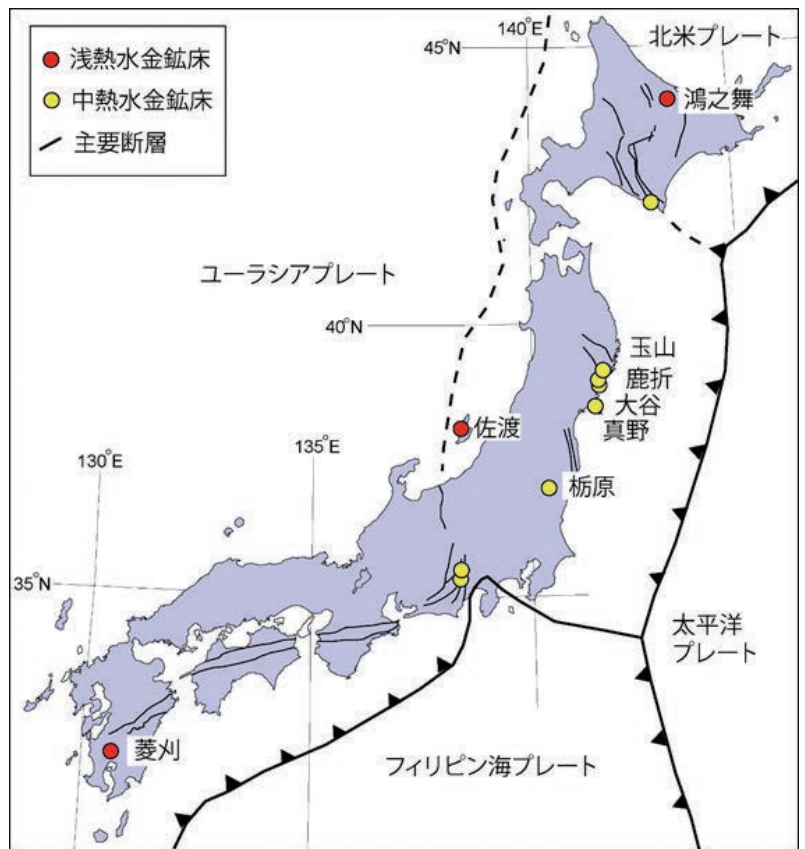 浅熱水金鉱床
中熱水金鉱床
主要断層
140°E
45°N
北米プレート
鴻之舞
ユーラシアプレート
40°N
玉山
鹿折
大谷
真野
佐渡
135°E
130°E
栃原
35°N
太平洋
プレート
菱刈
フィリピン海プレート